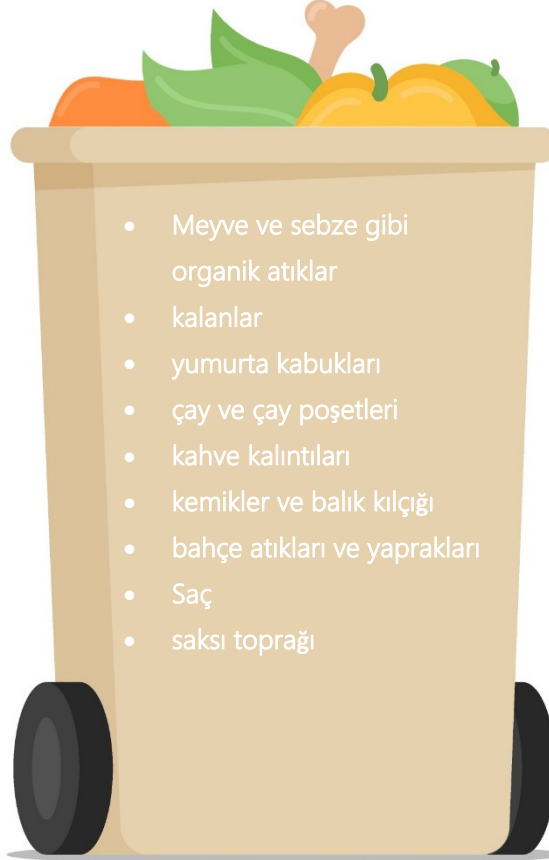 • Meyve ve sebze gibi
organik atıklar
• kalanlar
• yumurta kabukları
• çay ve çay poşetleri
• kahve kalıntıları
• kemikler ve balık kılçığı
• bahçe atıkları ve yaprakları
• Saç
• saksı toprağı